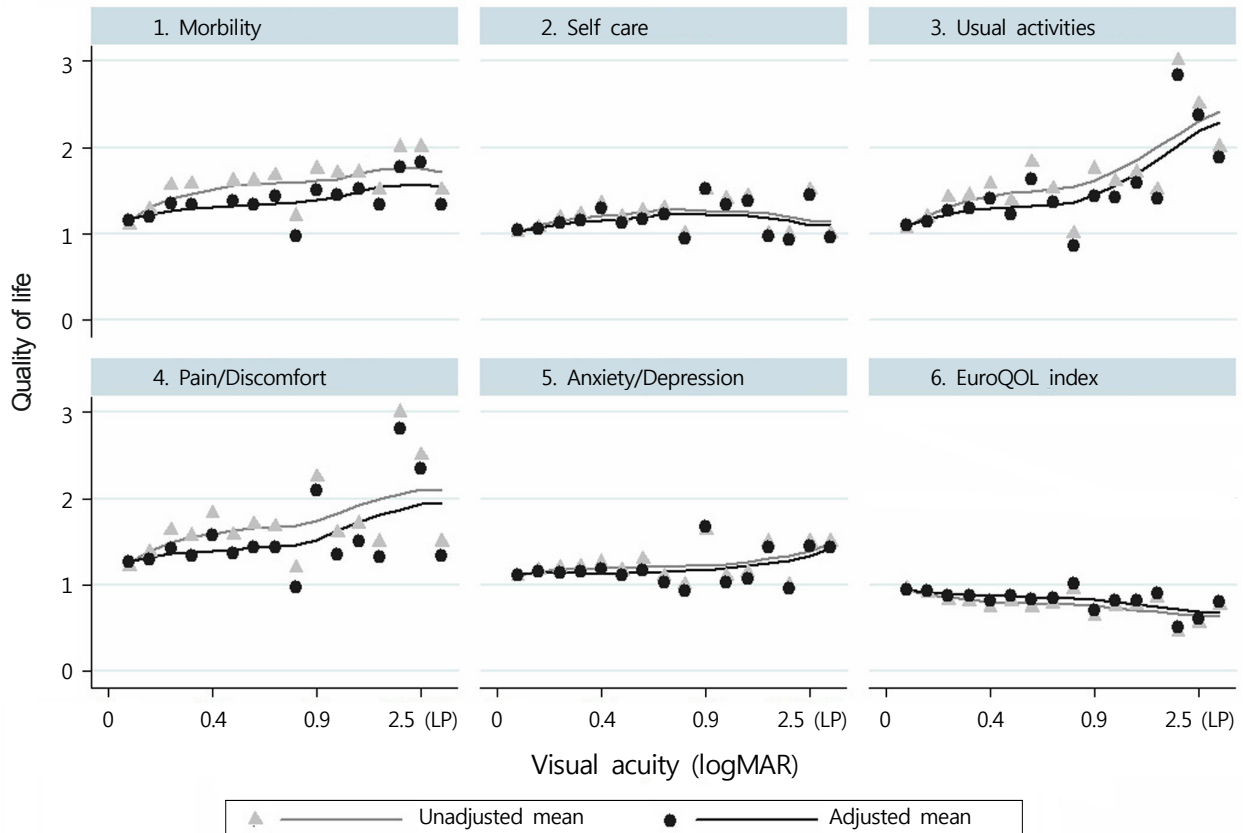 1. Morbility
2. Self care
3. Usual activities
3
2
1
0
4. Pain/Discomfort
5. Anxiety/Depression
6. EuroQOL index
3
2
1
0
Quality of life
0 0.4 0.9 2.5 (LP)
0 0.4 0.9 2.5 (LP)
0 0.4 0.9 2.5 (LP)
Visual acuity (logMAR)
Unadjusted mean
Adjusted mean